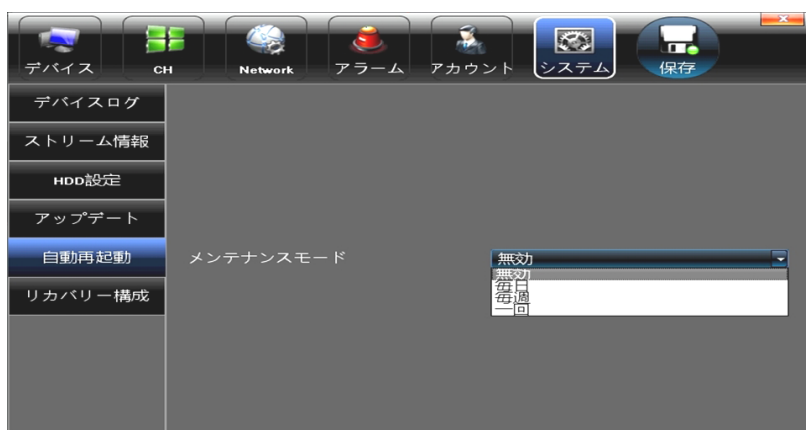 デバイス
CH
Network
アラーム
アカウント
システム
保存
デバイスログ
ストリーム情報
HDD設定
アップデート
自動再起動
リカバリー構成
メンテナンスモード
無効
無効
毎日
毎週
一回